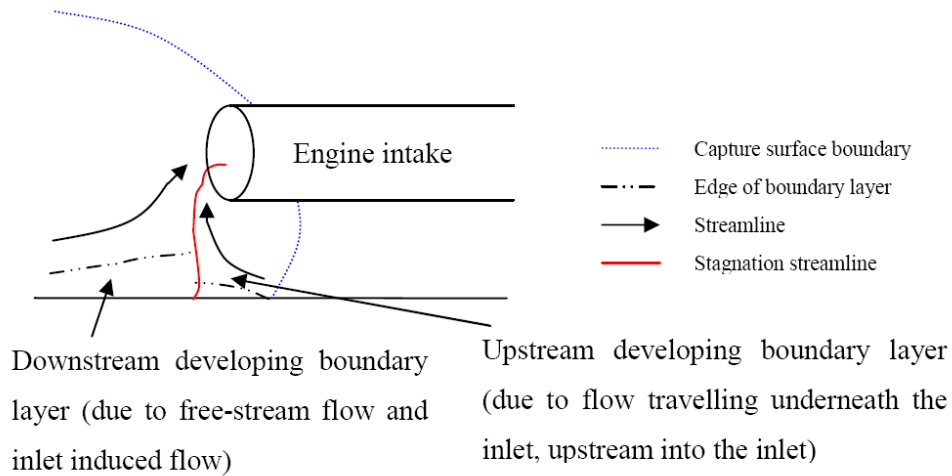 Engine intake
Capture surface boundary
Edge of boundary layer
Streamline
Stagnation streamline
Downstream developing boundary
layer (due to free-stream flow and
inlet induced flow)
Upstream developing boundary layer
(due to flow travelling underneath the
inlet, upstream into the inlet)